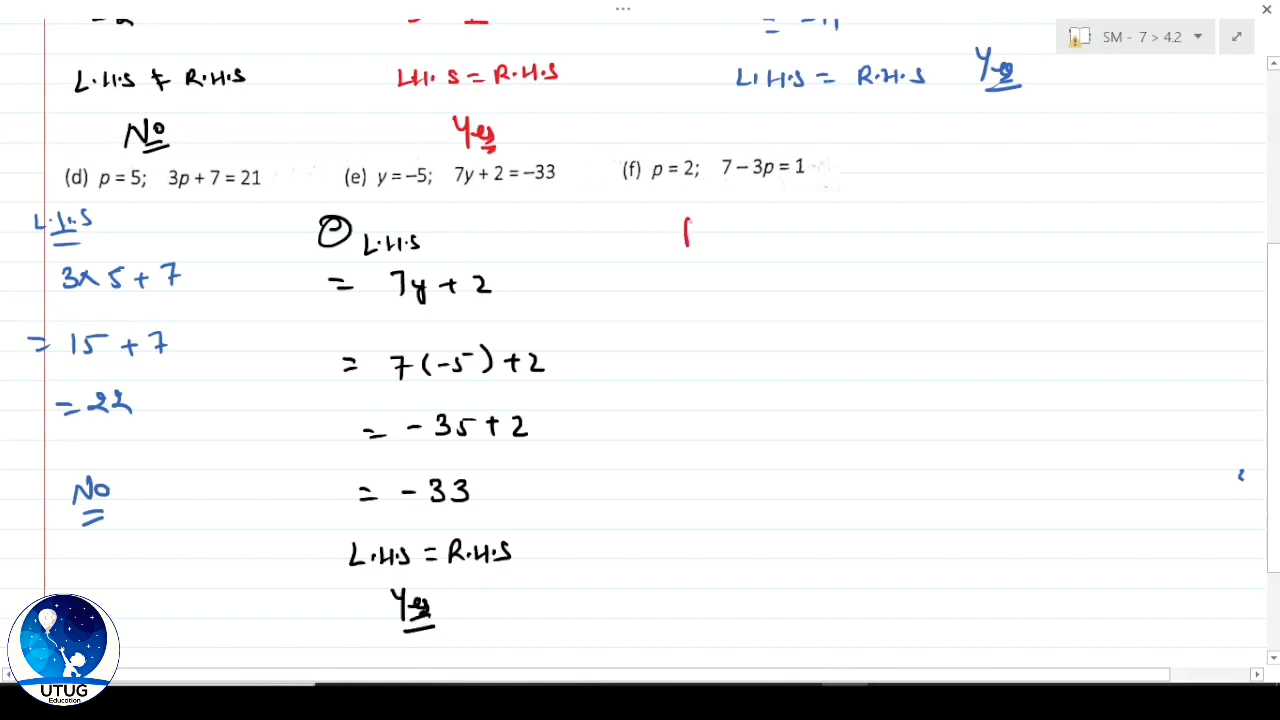 SM - 7 > 4.2
L.H.S ≠ R.H.S
No
L.H.S = R.H.S
Yes
L.H.S = R.H.S Yes
(d) p = 5; 3p + 7 = 21
L.H.S
3 × 5 + 7
= 15 + 7
= 22
No
(e) y = –5; 7y + 2 = –33
e L.H.S
= 7y + 2
= 7(-5) + 2
= - 35 + 2
= - 33
L.H.S = R.H.S
Yes
(f) p = 2; 7 – 3p = 1
UTUG
Education